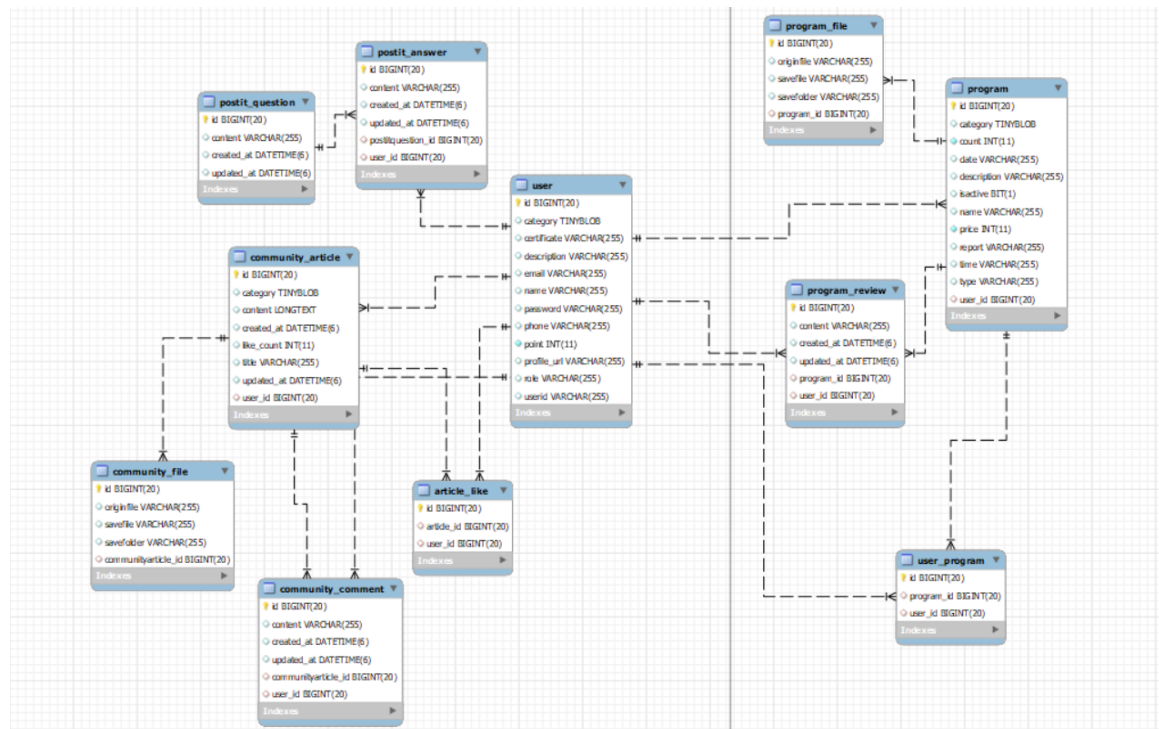 postit_question
id BIGINT(20)
content VARCHAR(255)
created_at DATETIME(6)
updated_at DATETIME(6)
Indexes
postit_answer
id BIGINT(20)
content VARCHAR(255)
created_at DATETIME(6)
updated_at DATETIME(6)
postitquestion_id BIGINT(20)
user_id BIGINT(20)
Indexes
program_file
id BIGINT(20)
originfile VARCHAR(255)
savefile VARCHAR(255)
savefolder VARCHAR(255)
program_id BIGINT(20)
Indexes
program
id BIGINT(20)
category TINYBLOB
count INT(11)
date VARCHAR(255)
description VARCHAR(255)
isactive BIT(1)
name VARCHAR(255)
price INT(11)
report VARCHAR(255)
time VARCHAR(255)
type VARCHAR(255)
user_id BIGINT(20)
Indexes
user
id BIGINT(20)
category TINYBLOB
certificate VARCHAR(255)
description VARCHAR(255)
email VARCHAR(255)
name VARCHAR(255)
password VARCHAR(255)
phone VARCHAR(255)
point INT(11)
profile_url VARCHAR(255)
role VARCHAR(255)
userid VARCHAR(255)
Indexes
community_article
id BIGINT(20)
category TINYBLOB
content LONGTEXT
created_at DATETIME(6)
like_count INT(11)
title VARCHAR(255)
updated_at DATETIME(6)
user_id BIGINT(20)
Indexes
program_review
id BIGINT(20)
content VARCHAR(255)
created_at DATETIME(6)
updated_at DATETIME(6)
program_id BIGINT(20)
user_id BIGINT(20)
Indexes
community_file
id BIGINT(20)
originfile VARCHAR(255)
savefile VARCHAR(255)
savefolder VARCHAR(255)
communityarticle_id BIGINT(20)
Indexes
article_like
id BIGINT(20)
article_id BIGINT(20)
user_id BIGINT(20)
Indexes
community_comment
id BIGINT(20)
content VARCHAR(255)
created_at DATETIME(6)
updated_at DATETIME(6)
communityarticle_id BIGINT(20)
user_id BIGINT(20)
Indexes
user_program
id BIGINT(20)
program_id BIGINT(20)
user_id BIGINT(20)
Indexes